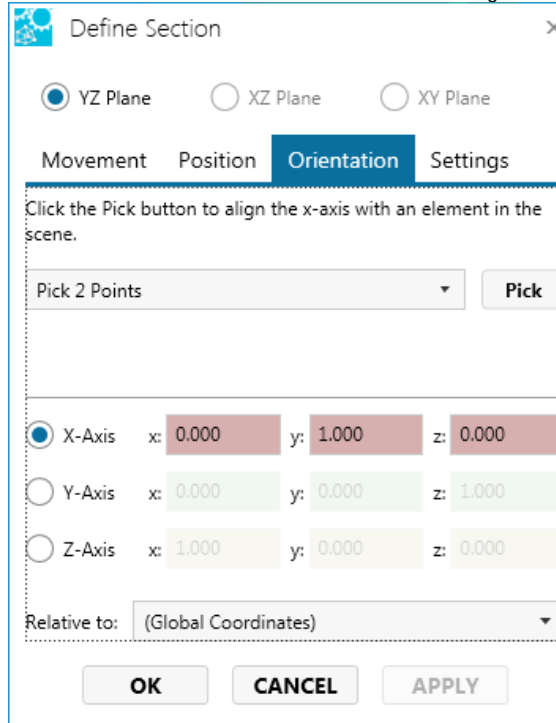 Define Section
YZ Plane XZ Plane XY Plane
Movement Position Orientation Settings
Click the Pick button to align the x-axis with an element in the
scene.
Pick 2 Points Pick
X-Axis x: 0.000 y: 1.000 z: 0.000
Y-Axis x: 0.000 y: 0.000 z: 1.000
Z-Axis x: 1.000 y: 0.000 z: 0.000
Relative to: (Global Coordinates)
OK CANCEL APPLY